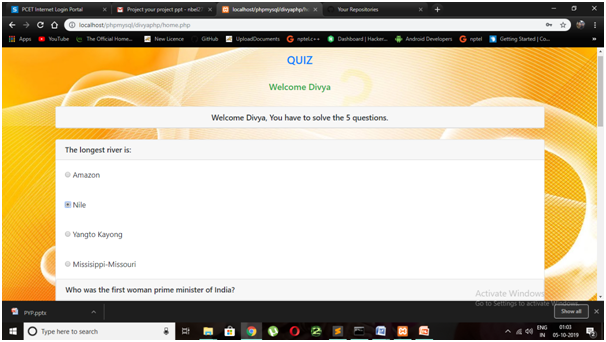 PCET Internet Login Portal
Project your project ppt - nbel2
localhost/phpmysql/divyaphp/h
Your Repositories
localhost/phpmysql/divyaphp/home.php
Apps YouTube The Official Home... New Licence GitHub UploadDocuments nptel.c++ Dashboard | Hacker... Android Developers nptel Getting Started | Co...
QUIZ
Welcome Divya
Welcome Divya, You have to solve the 5 questions.
The longest river is:
Amazon
Nile
Yangto Kayong
Missisippi-Missouri
Who was the first woman prime minister of India?
Activate Windows
Go to Settings to activate Windows.
PYP.pptx
Show all
Type here to search
ENG
IN
01:03
05-10-2019